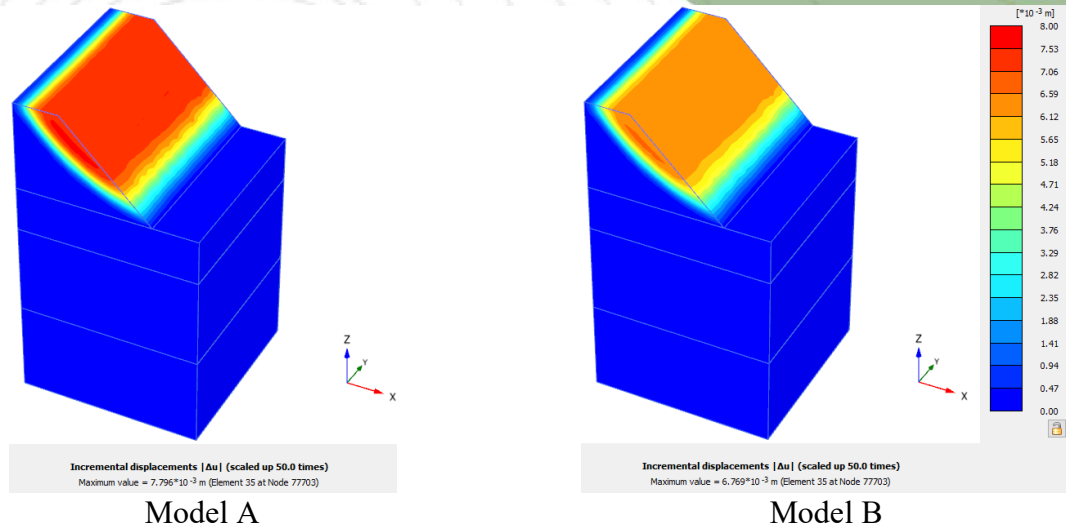 Z
Y
X
Incremental displacements |Δu| (scaled up 50.0 times)
Maximum value = 7.796*10⁻³ m (Element 35 at Node 77703)
Model A
Z
Y
X
Incremental displacements |Δu| (scaled up 50.0 times)
Maximum value = 6.769*10⁻³ m (Element 35 at Node 77703)
Model B
[*10⁻³ m]
8.00
7.53
7.06
6.59
6.12
5.65
5.18
4.71
4.24
3.76
3.29
2.82
2.35
1.88
1.41
0.94
0.47
0.00